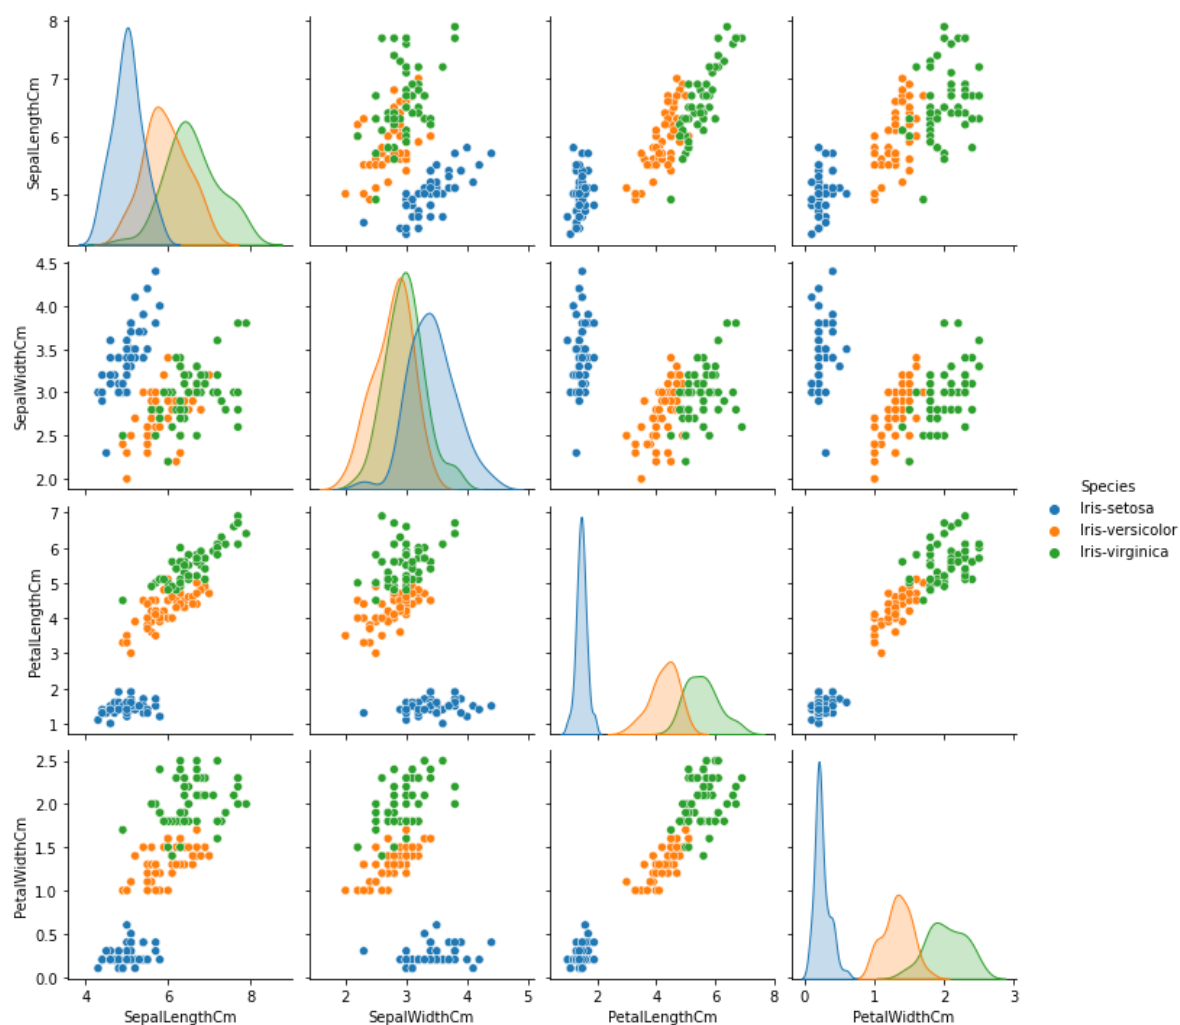 8
7
6
5
SepalLengthCm
4.5
4.0
3.5
3.0
2.5
2.0
SepalWidthCm
Species
Iris-setosa
Iris-versicolor
Iris-virginica
7
6
5
4
3
2
1
PetalLengthCm
2.5
2.0
1.5
1.0
0.5
0.0
PetalWidthCm
4 6 8
2 3 4 5
2 4 6 8
0 1 2 3
SepalLengthCm SepalWidthCm PetalLengthCm PetalWidthCm